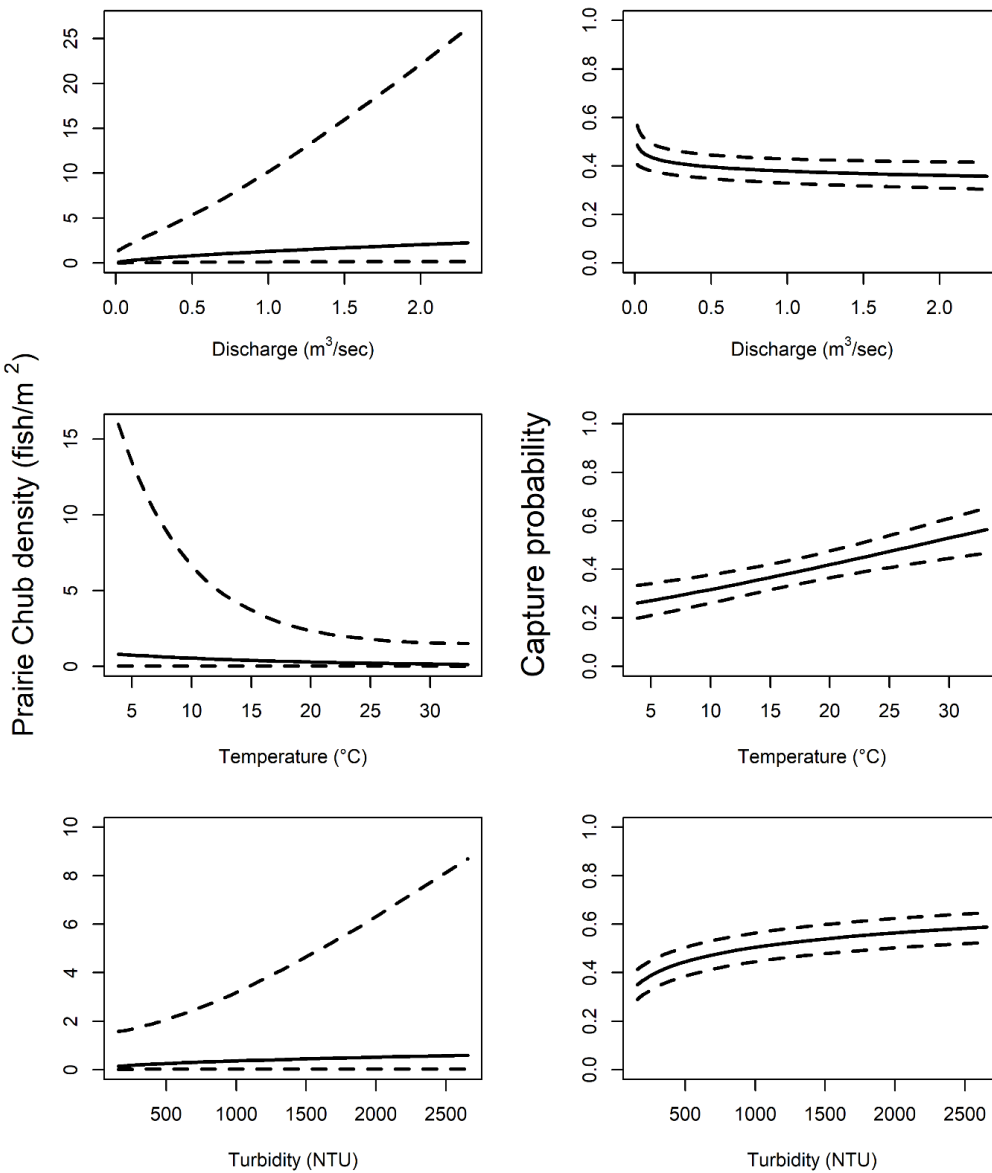 Prairie Chub density (fish/m²)
25
20
15
10
5
0
0.0 0.5 1.0 1.5 2.0
Discharge (m³/sec)
Capture probability
1.0
0.8
0.6
0.4
0.2
0.0
0.0 0.5 1.0 1.5 2.0
Discharge (m³/sec)
15
10
5
0
5 10 15 20 25 30
Temperature (°C)
1.0
0.8
0.6
0.4
0.2
0.0
5 10 15 20 25 30
Temperature (°C)
10
8
6
4
2
0
500 1000 1500 2000 2500
Turbidity (NTU)
1.0
0.8
0.6
0.4
0.2
0.0
500 1000 1500 2000 2500
Turbidity (NTU)